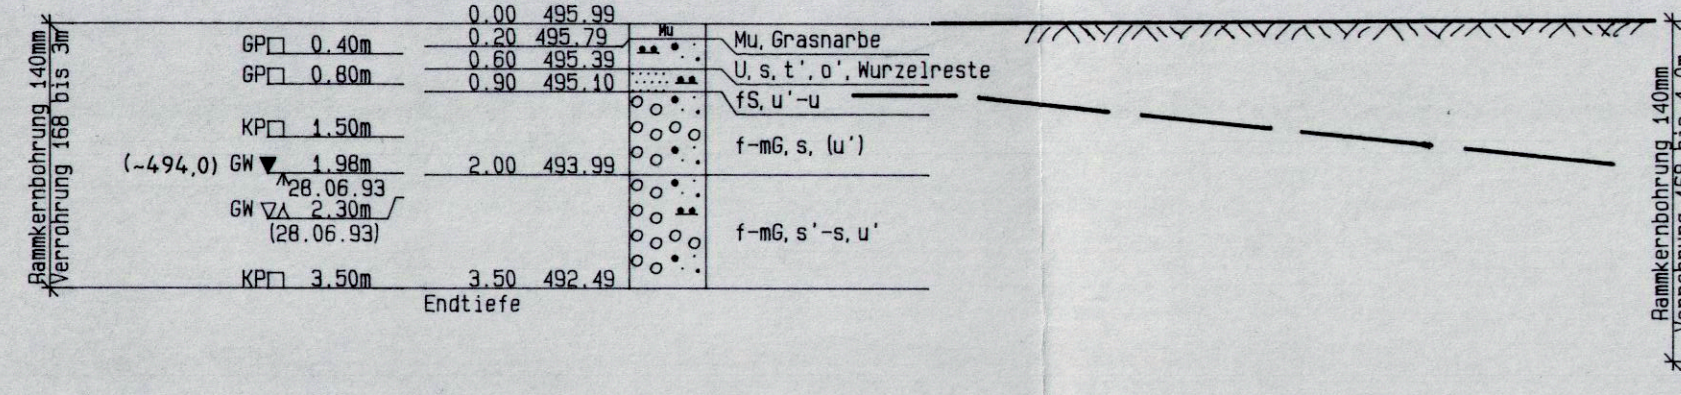 0.00 495.99
0.20 495.79
0.60 495.39
0.90 495.10
2.00 493.99
3.50 492.49
Endtiefe
Rammkernbohrung 140mm
Verrohrung 168 bis 3m
GP 0.40m
GP 0.80m
KP 1.50m
(~494,0) GW 1.98m
28.06.93
GW 2.30m
(28.06.93)
KP 3.50m
Mu
Mu, Grasnarbe
U, s, t', o', Wurzelreste
fS, u'-u
f-mG, s, (u')
f-mG, s'-s, u'
Rammkernbohrung 140mm